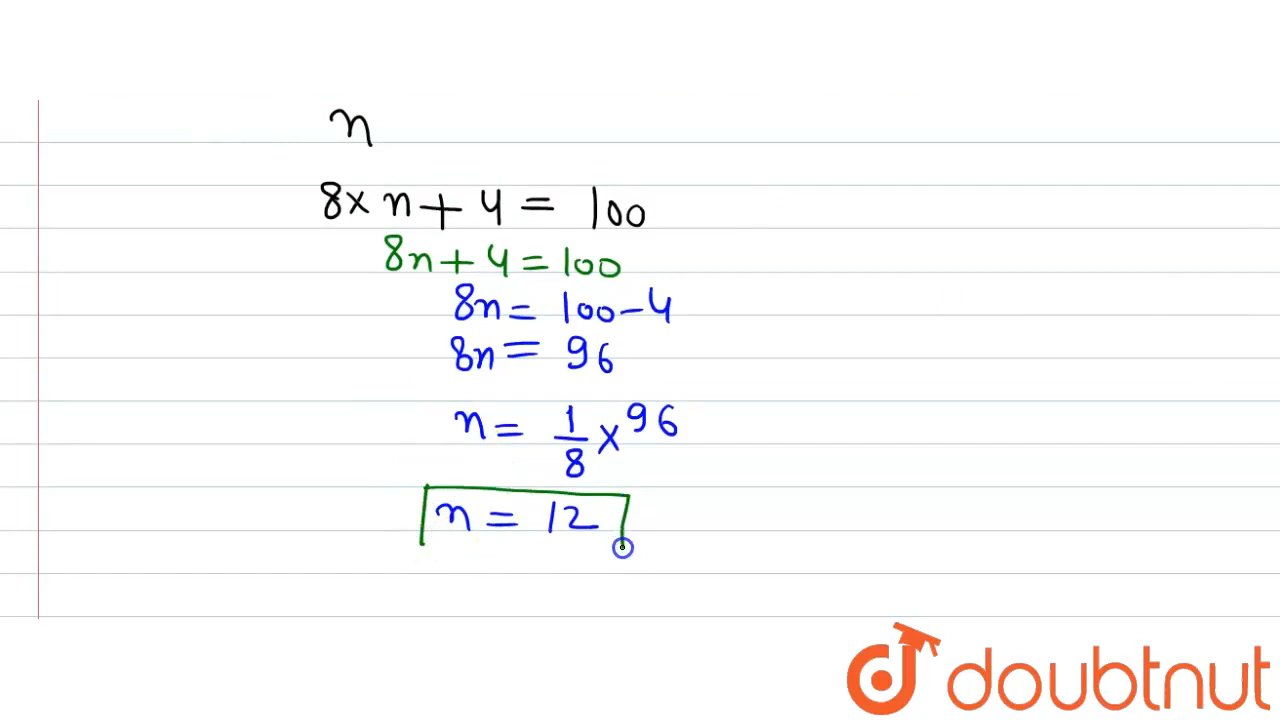 n
8 × n + 4 = 100
8n + 4 = 100
8n = 100 - 4
8n = 96
n = 1/8 × 96
n = 12
doubtnut